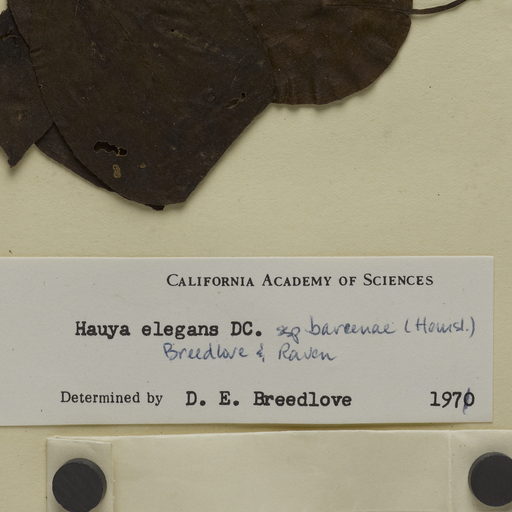 CALIFORNIA ACADEMY OF SCIENCES
Hauya elegans DC. ssp barcenae (Hemsl.)
Breedlove & Raven
Determined by D. E. Breedlove 1970